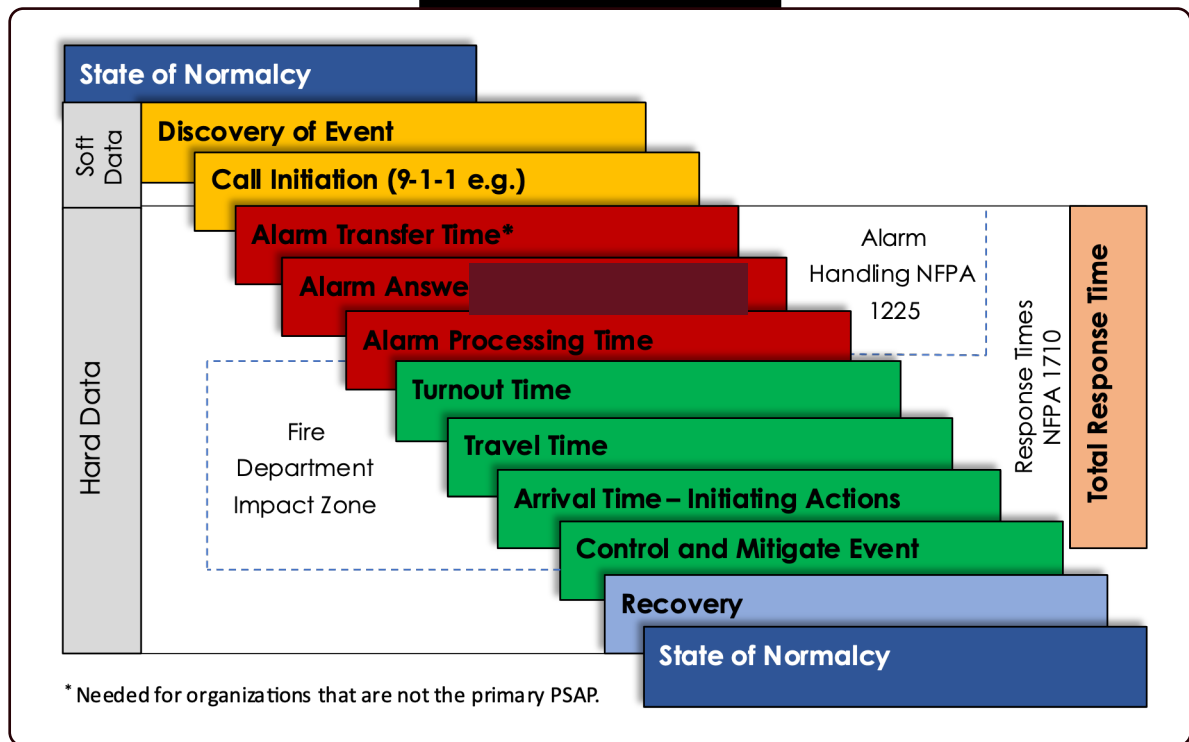 State of Normalcy
Soft
Data
Discovery of Event
Call Initiation (9-1-1 e.g.)
Alarm Transfer Time*
Alarm Answe
Alarm Processing Time
Alarm
Handling NFPA
1225
Hard Data
Turnout Time
Travel Time
Arrival Time – Initiating Actions
Control and Mitigate Event
Fire
Department
Impact Zone
Response Times
NFPA 1710
Total Response Time
Recovery
State of Normalcy
* Needed for organizations that are not the primary PSAP.